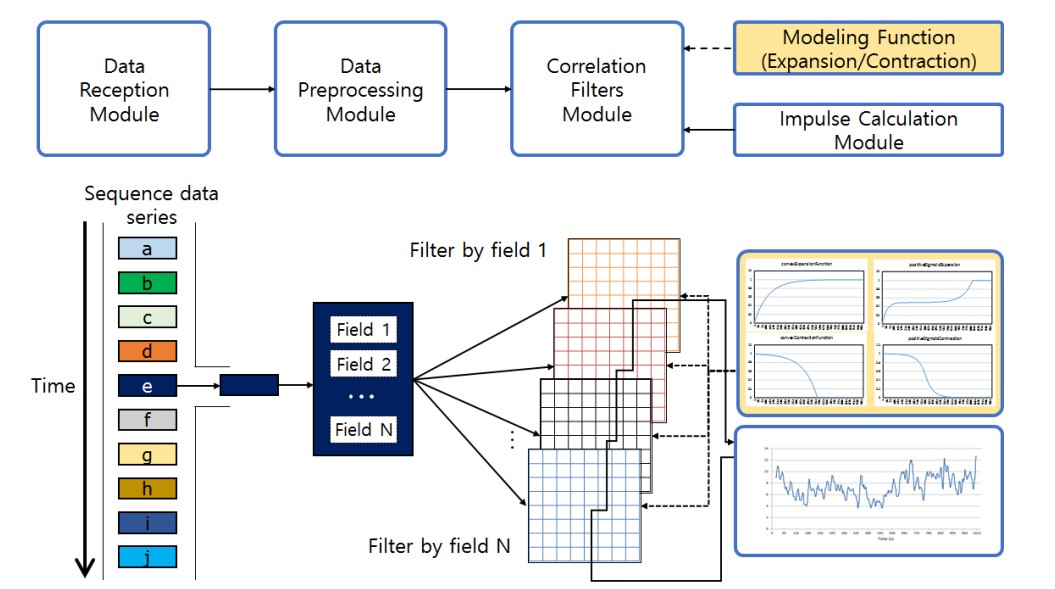 Data
Reception
Module
Data
Preprocessing
Module
Correlation
Filters
Module
Modeling Function
(Expansion/Contraction)
Impulse Calculation
Module
Sequence data
series
Time
a
b
c
d
e
f
g
h
i
j
Field 1
Field 2
...
Field N
Filter by field 1
Filter by field N
convexExpansionFunction
positiveSigmoidExpansion
convexContractionFunction
positiveSigmoidContraction
Time (s)